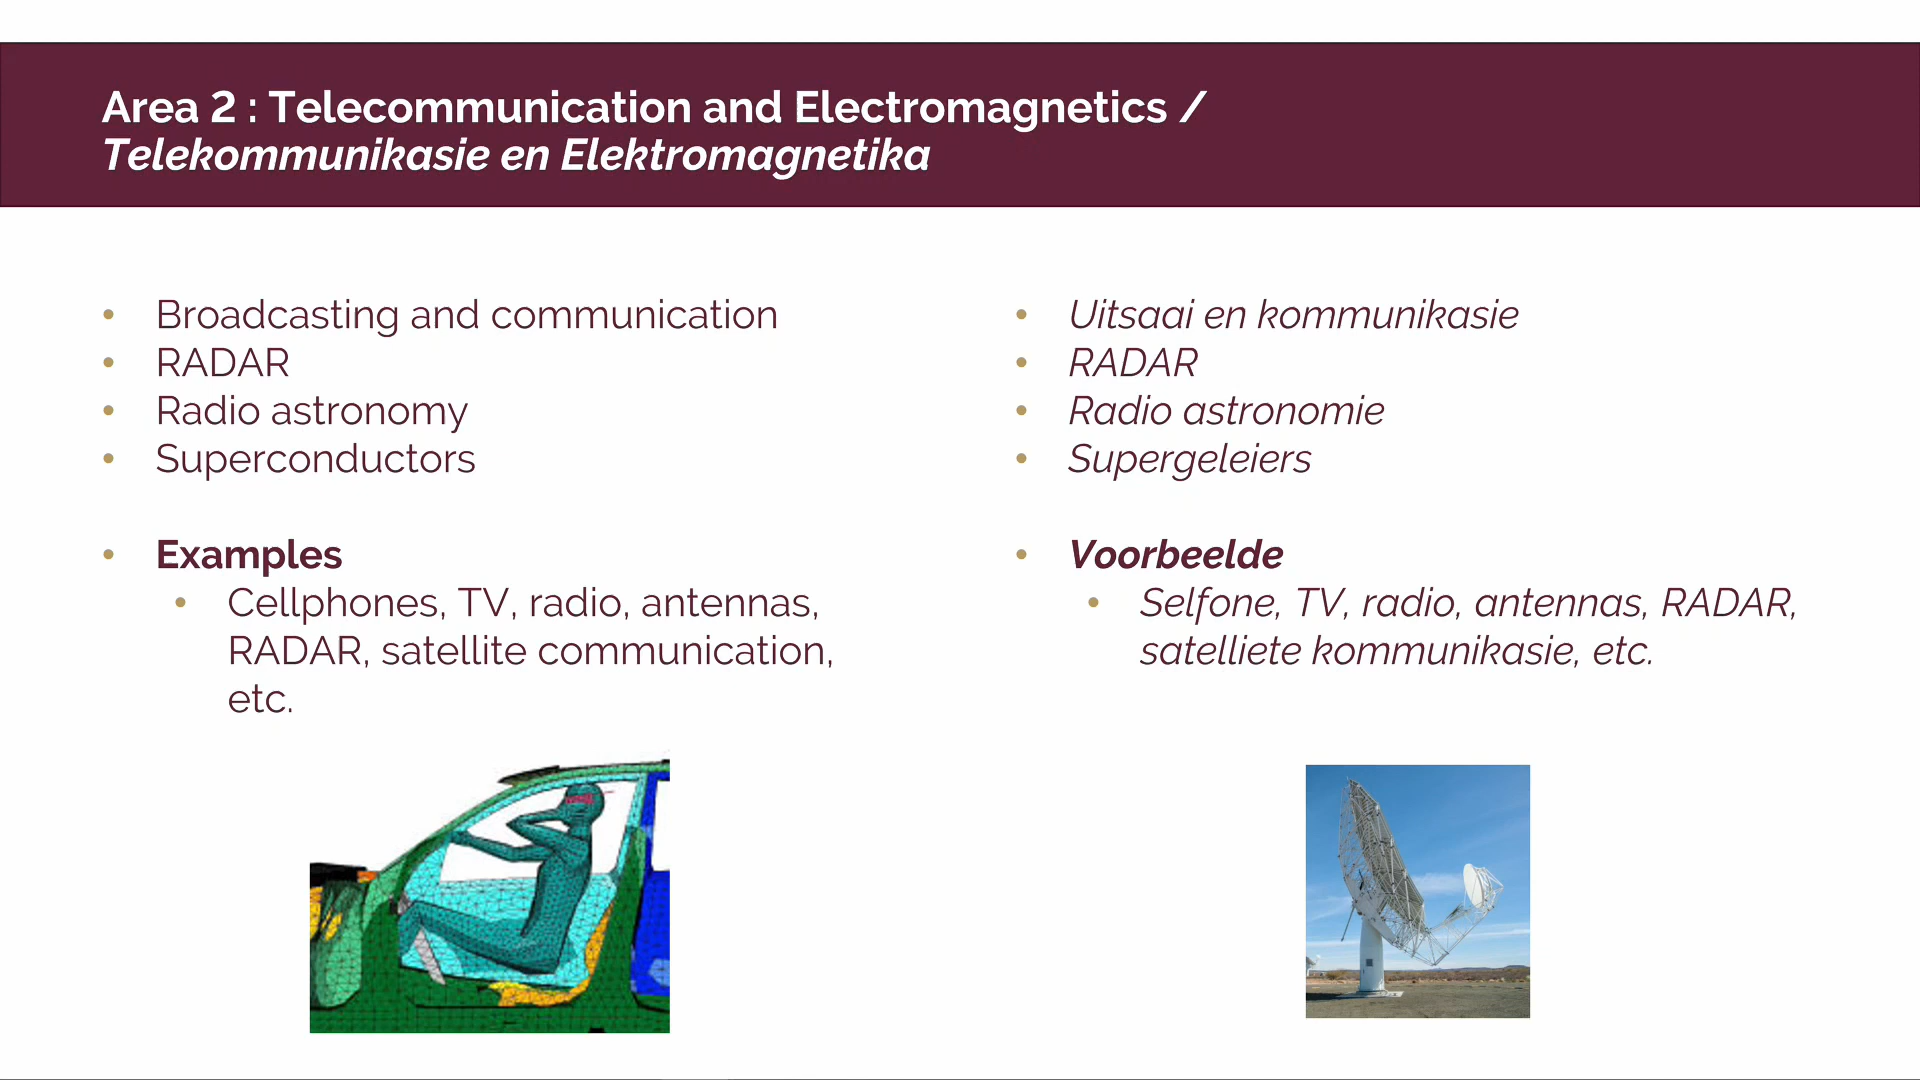 Area 2 : Telecommunication and Electromagnetics /
Telekommunikasie en Elektromagnetika
• Broadcasting and communication
• RADAR
• Radio astronomy
• Superconductors
• Examples
• Cellphones, TV, radio, antennas,
RADAR, satellite communication,
etc.
• Uitsaai en kommunikasie
• RADAR
• Radio astronomie
• Supergeleiers
• Voorbeelde
• Selfone, TV, radio, antennas, RADAR,
satelliete kommunikasie, etc.